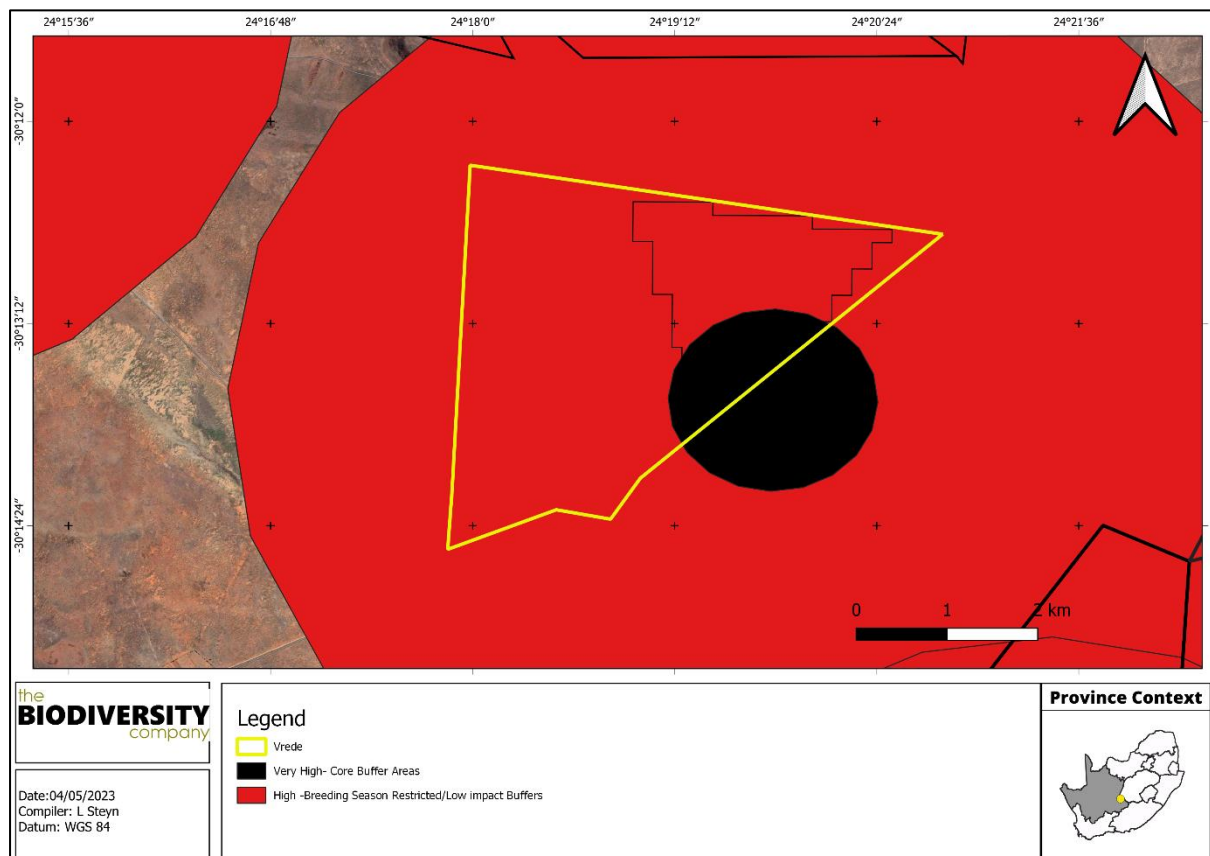 24°15′36″ 24°16′48″ 24°18′0″ 24°19′12″ 24°20′24″ 24°21′36″
-30°12′0″
-30°13′12″
-30°14′24″
0 1 2 km
the
BIODIVERSITY
company
Date:04/05/2023
Compiler: L Steyn
Datum: WGS 84
Legend
Vrede
Very High- Core Buffer Areas
High -Breeding Season Restricted/Low impact Buffers
Province Context